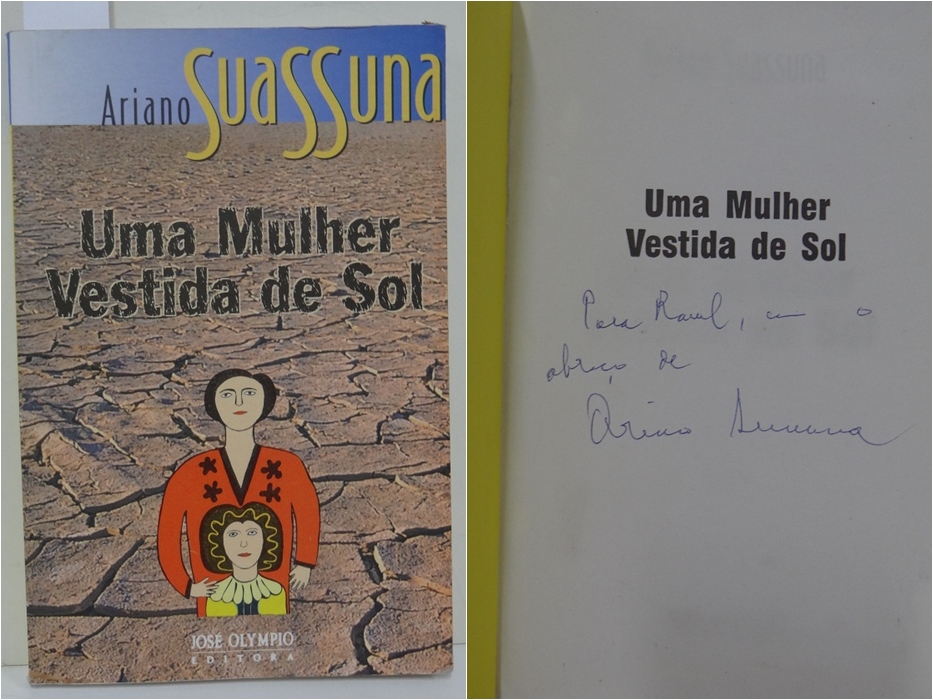 Ariano Suassuna
Uma Mulher
Vestida de Sol
JOSÉ OLYMPIO
EDITORA
Uma Mulher
Vestida de Sol
Para Raul, com o
abraço de
Ariano Suassuna